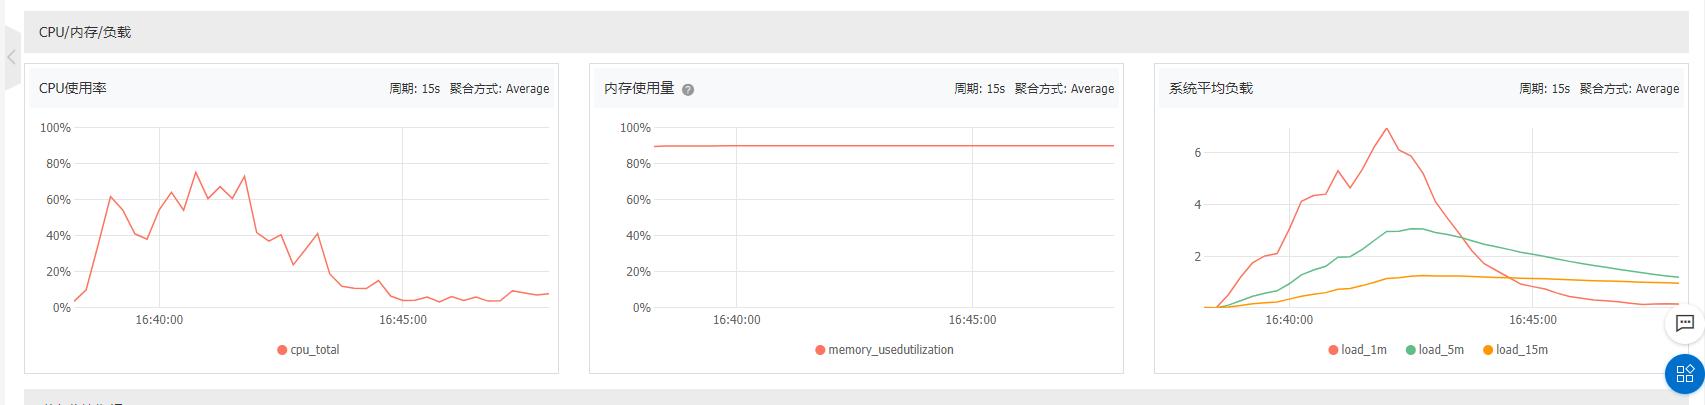 CPU/内存/负载
CPU使用率 周期: 15s 聚合方式: Average
100%
80%
60%
40%
20%
0%
16:40:00 16:45:00
cpu_total
内存使用量 ? 周期: 15s 聚合方式: Average
100%
80%
60%
40%
20%
0%
16:40:00 16:45:00
memory_usedutilization
系统平均负载 周期: 15s 聚合方式: Average
6
4
2
16:40:00 16:45:00
load_1m load_5m load_15m